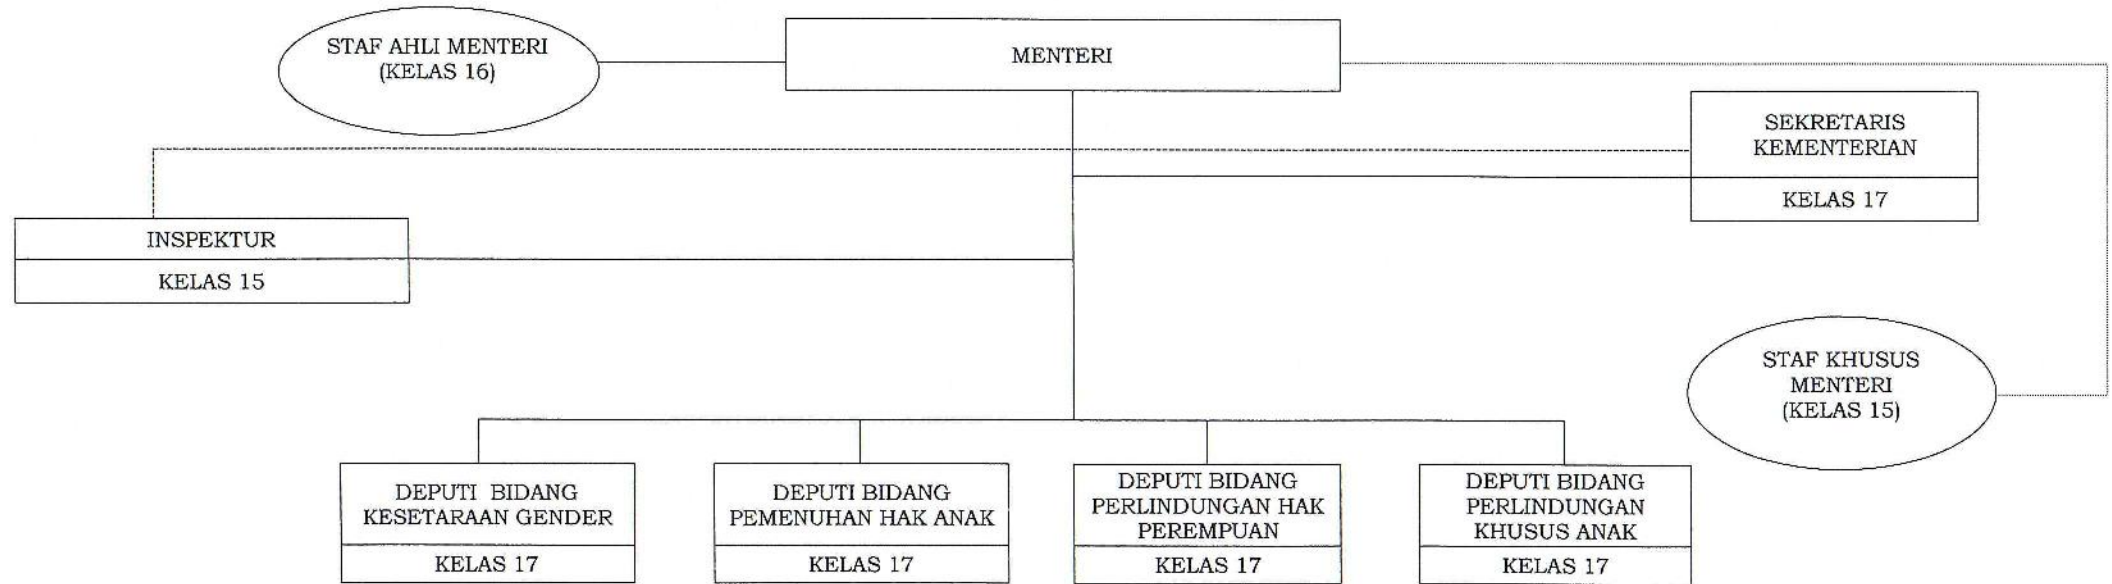 STAF AHLI MENTERI
(KELAS 16)
MENTERI
SEKRETARIS
KEMENTERIAN
KELAS 17
INSPEKTUR
KELAS 15
STAF KHUSUS
MENTERI
(KELAS 15)
DEPUTI BIDANG
KESETARAAN GENDER
KELAS 17
DEPUTI BIDANG
PEMENUHAN HAK ANAK
KELAS 17
DEPUTI BIDANG
PERLINDUNGAN HAK
PEREMPUAN
KELAS 17
DEPUTI BIDANG
PERLINDUNGAN
KHUSUS ANAK
KELAS 17